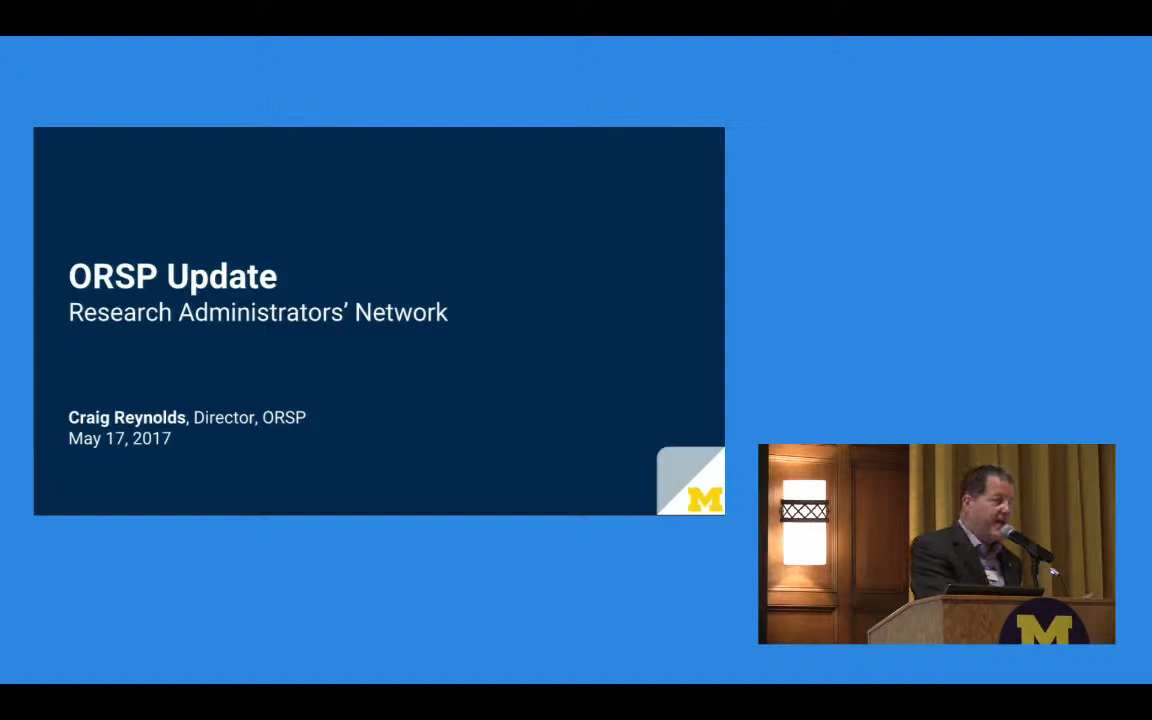 ORSP Update
Research Administrators’ Network
Craig Reynolds, Director, ORSP
May 17, 2017
M
M